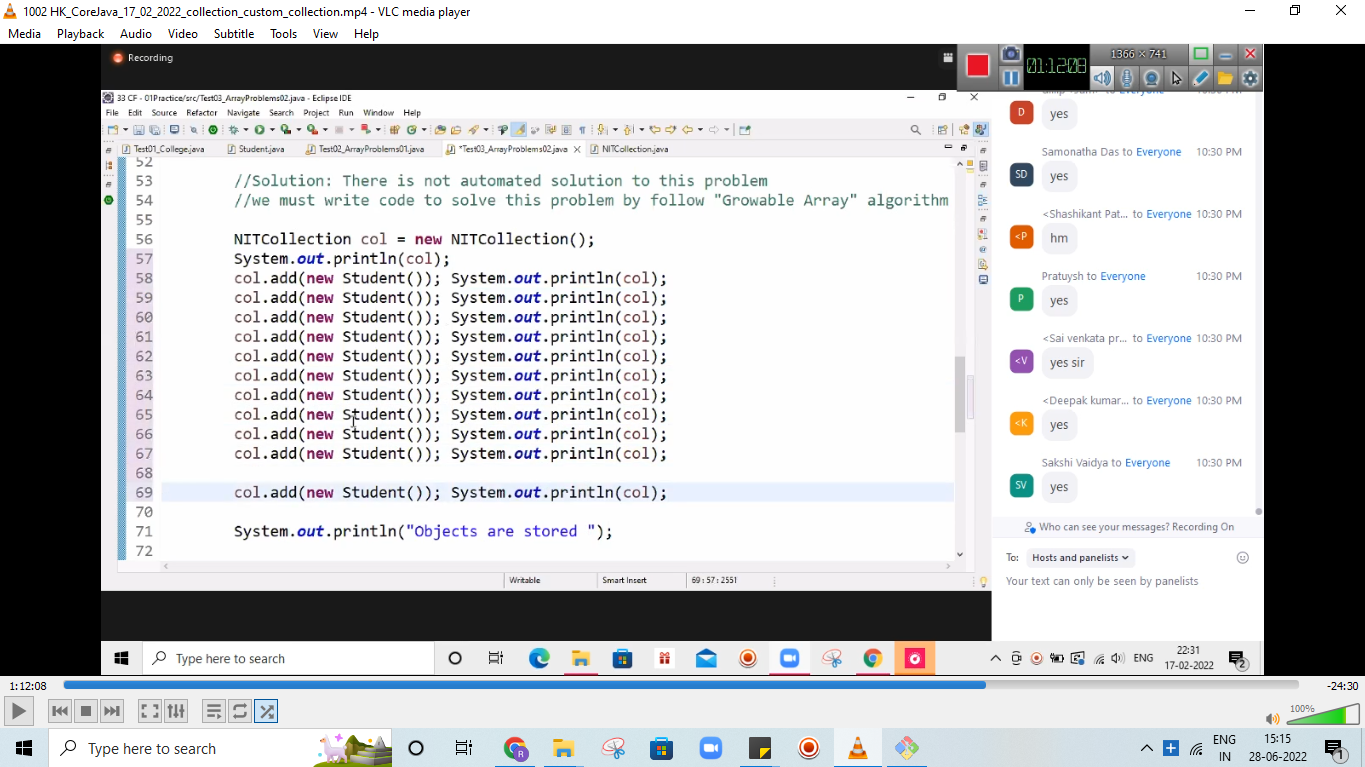 1002 HK_CoreJava_17_02_2022_collection_custom_collection.mp4 - VLC media player
Media Playback Audio Video Subtitle Tools View Help
Recording
1366 × 741
01:12:08
33 CF - 01Practice/src/Test03_ArrayProblems02.java - Eclipse IDE
File Edit Source Refactor Navigate Search Project Run Window Help
Test01_College.java Student.java Test02_ArrayProblems01.java *Test03_ArrayProblems02.java NITCollection.java
52
53 //Solution: There is not automated solution to this problem
54 //we must write code to solve this problem by follow "Growable Array" algorithm
55
56 NITCollection col = new NITCollection();
57 System.out.println(col);
58 col.add(new Student()); System.out.println(col);
59 col.add(new Student()); System.out.println(col);
60 col.add(new Student()); System.out.println(col);
61 col.add(new Student()); System.out.println(col);
62 col.add(new Student()); System.out.println(col);
63 col.add(new Student()); System.out.println(col);
64 col.add(new Student()); System.out.println(col);
65 col.add(new Student()); System.out.println(col);
66 col.add(new Student()); System.out.println(col);
67 col.add(new Student()); System.out.println(col);
68
69 col.add(new Student()); System.out.println(col);
70
71 System.out.println("Objects are stored ");
72
Writable Smart Insert 69 : 57 : 2551
D yes
Samonatha Das to Everyone 10:30 PM
SD yes
<Shashikant Pat... to Everyone 10:30 PM
<P hm
Pratuysh to Everyone 10:30 PM
P yes
<Sai venkata pr... to Everyone 10:30 PM
<V yes sir
<Deepak kumar... to Everyone 10:30 PM
<K yes
Sakshi Vaidya to Everyone 10:30 PM
SV yes
Who can see your messages? Recording On
To: Hosts and panelists
Your text can only be seen by panelists
Type here to search
ENG
22:31
17-02-2022
2
1:12:08
-24:30
100%
Type here to search
ENG
IN
15:15
28-06-2022
1